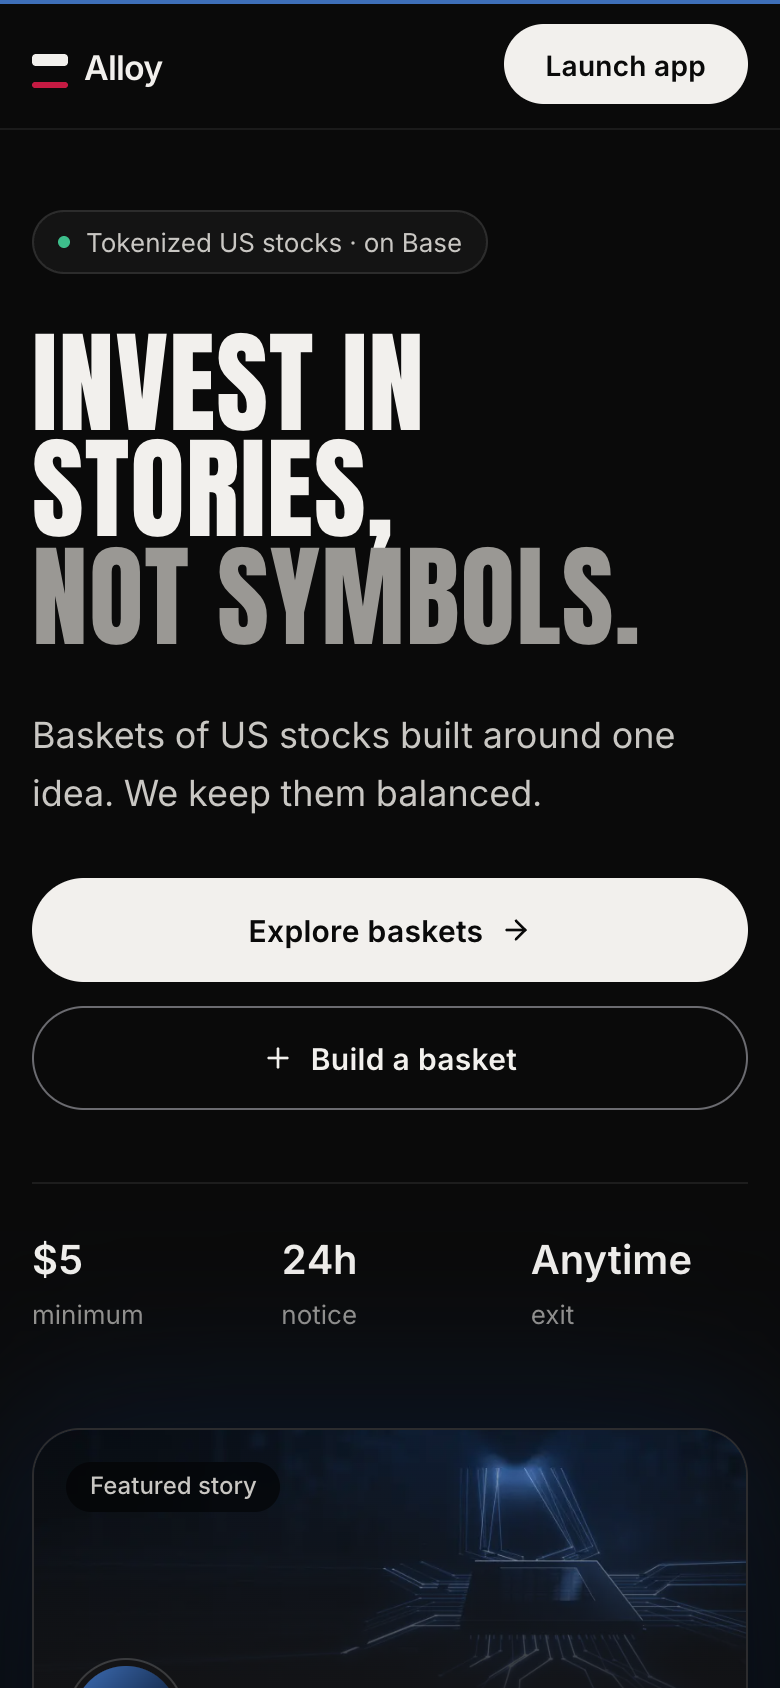 Alloy
Launch app
Tokenized US stocks · on Base
INVEST IN
STORIES,
NOT SYMBOLS.
Baskets of US stocks built around one
idea. We keep them balanced.
Explore baskets →
+ Build a basket
$5
minimum
24h
notice
Anytime
exit
Featured story